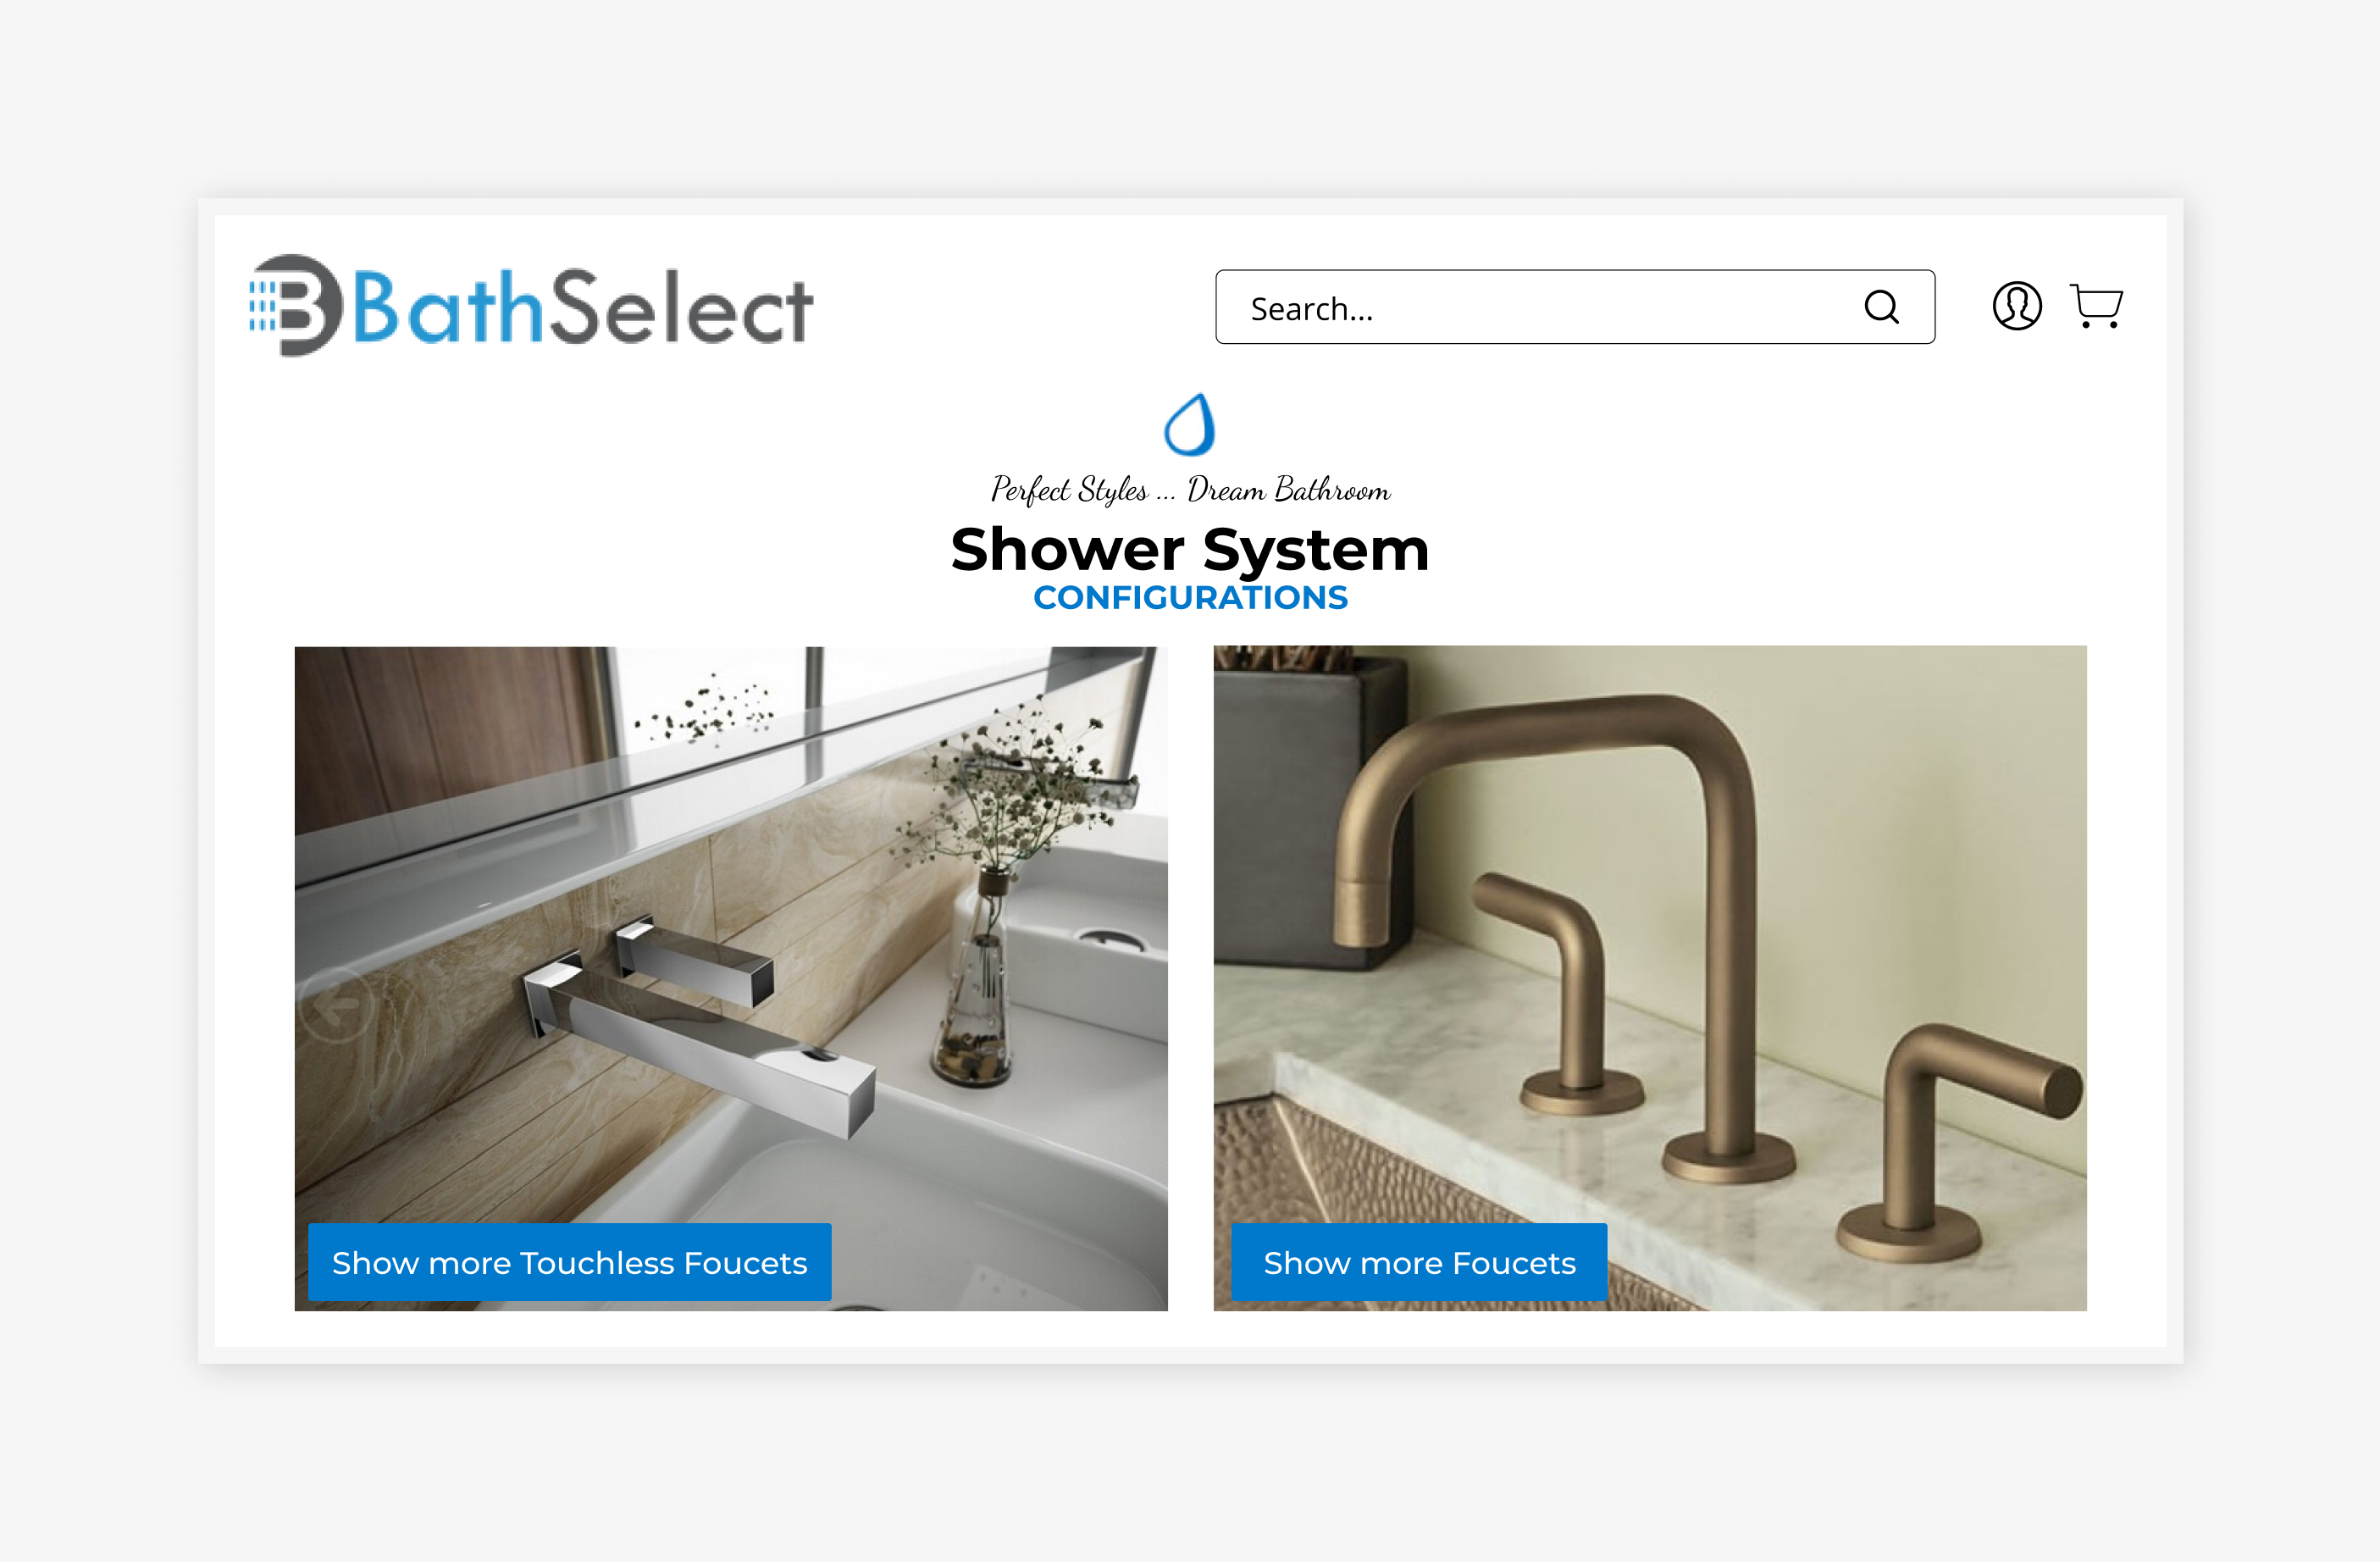 BathSelect
Search...
Perfect Styles ... Dream Bathroom
Shower System
CONFIGURATIONS
Show more Touchless Foucets
Show more Foucets